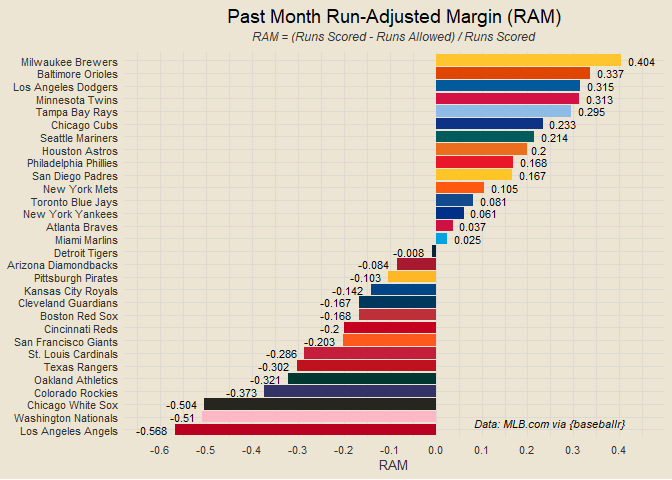 Past Month Run-Adjusted Margin (RAM)
RAM = (Runs Scored - Runs Allowed) / Runs Scored
Milwaukee Brewers 0.404
Baltimore Orioles 0.337
Los Angeles Dodgers 0.315
Minnesota Twins 0.313
Tampa Bay Rays 0.295
Chicago Cubs 0.233
Seattle Mariners 0.214
Houston Astros 0.2
Philadelphia Phillies 0.168
San Diego Padres 0.167
New York Mets 0.105
Toronto Blue Jays 0.081
New York Yankees 0.061
Atlanta Braves 0.037
Miami Marlins 0.025
Detroit Tigers -0.008
Arizona Diamondbacks -0.084
Pittsburgh Pirates -0.103
Kansas City Royals -0.142
Cleveland Guardians -0.167
Boston Red Sox -0.168
Cincinnati Reds -0.2
San Francisco Giants -0.203
St. Louis Cardinals -0.286
Texas Rangers -0.302
Oakland Athletics -0.321
Colorado Rockies -0.373
Chicago White Sox -0.504
Washington Nationals -0.51
Los Angeles Angels -0.568
Data: MLB.com via {baseballr}
-0.6 -0.5 -0.4 -0.3 -0.2 -0.1 0.0 0.1 0.2 0.3 0.4
RAM